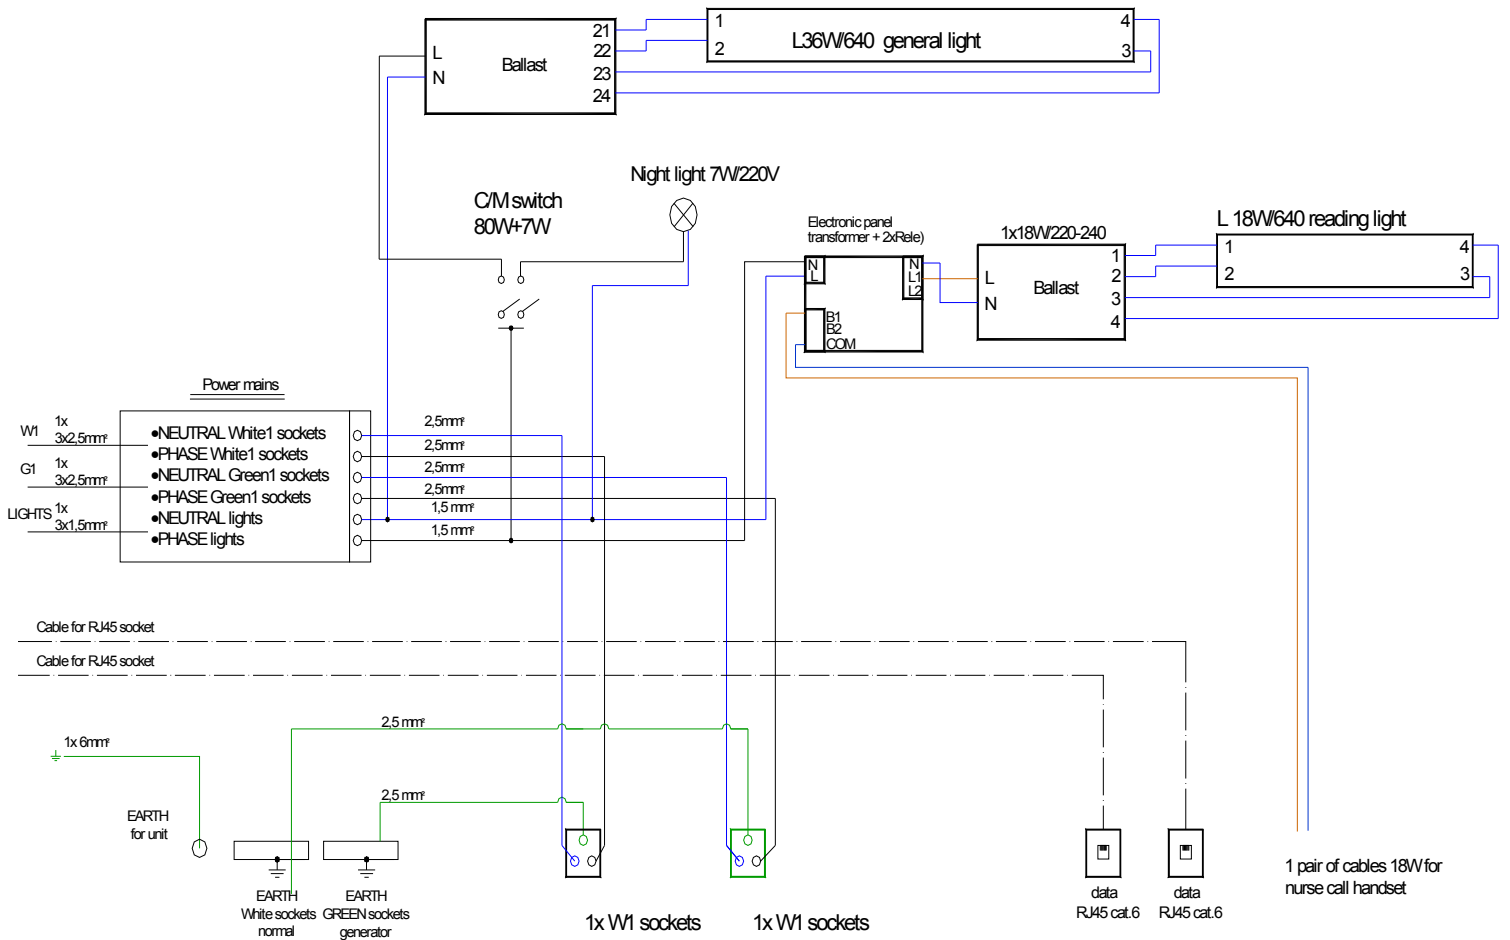 21
22
23
24
L
N
Ballast
1
2
L36W/640 general light
4
3
Night light 7W/220V
C/M switch
80W+7W
Electronic panel
transformer + 2xRele)
N
L
N
L1
L2
B1
B2
COM
1x18W/220-240
L
N
Ballast
1
2
3
4
L 18W/640 reading light
1
2
4
3
Power mains
W1
1x
3x2,5mm²
G1
1x
3x2,5mm²
LIGHTS
1x
3x1,5mm²
•NEUTRAL White1 sockets
•PHASE White1 sockets
•NEUTRAL Green1 sockets
•PHASE Green1 sockets
•NEUTRAL lights
•PHASE lights
2,5mm²
2,5mm²
2,5mm²
2,5mm²
1,5 mm²
1,5 mm²
Cable for RJ45 socket
Cable for RJ45 socket
1x 6mm²
2,5 mm²
2,5 mm²
EARTH
for unit
EARTH
White sockets
normal
EARTH
GREEN sockets
generator
1x W1 sockets
1x W1 sockets
data
RJ45 cat.6
data
RJ45 cat.6
1 pair of cables 18W for
nurse call handset